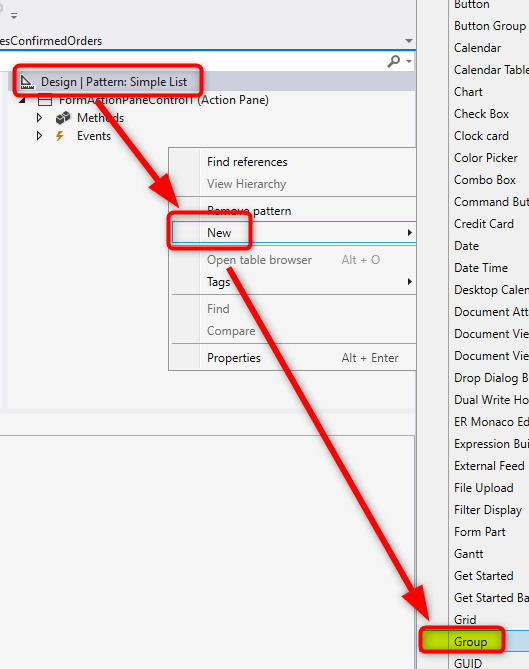 esConfirmedOrders
Design | Pattern: Simple List
FormActionPaneControl1 (Action Pane)
Methods
Events
Find references
View Hierarchy
Remove pattern
New
Open table browser Alt + O
Tags
Find
Compare
Properties Alt + Enter
Button
Button Group
Calendar
Calendar Table
Chart
Check Box
Clock card
Color Picker
Combo Box
Command But
Credit Card
Date
Date Time
Desktop Calen
Document Att
Document Vie
Document Vie
Drop Dialog B
Dual Write Ho
ER Monaco Ed
Expression Bui
External Feed
File Upload
Filter Display
Form Part
Gantt
Get Started
Get Started Ba
Grid
Group
GUID